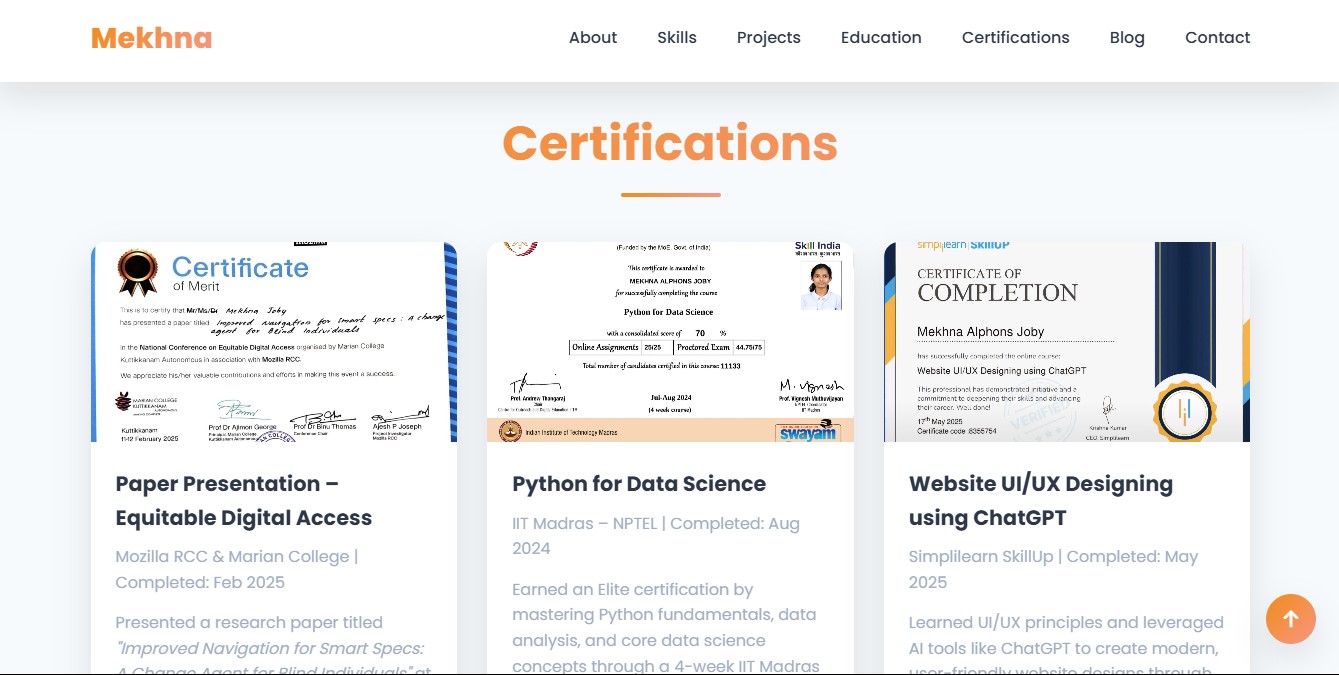 Mekhna
About Skills Projects Education Certifications Blog Contact
Certifications
Certificate
of Merit
This is to certify that Mr/Ms/Dr Mekhna Joby
has presented a paper titled Improved Navigation for Smart specs : A change
agent for Blind Individuals
in the National Conference on Equitable Digital Access organised by Marian College
Kuttikkanam Autonomous in association with Mozilla RCC.
We appreciate his/her valuable contributions and efforts in making this event a success.
MARIAN COLLEGE
KUTTIKKANAM
Kuttikkanam
11-12 February 2025
Prof Dr Ajimon George
Prof Dr Binu Thomas
Conference Chair
Ajesh P Joseph
Project Investigator
Mozilla RCC
(Funded by the MoE, Govt. of India)
Skill India
This certificate is awarded to
MEKHNA ALPHONS JOBY
for successfully completing the course
Python for Data Science
with a consolidated score of 70 %
Online Assignments 25/25 Proctored Exam 44.75/75
Total number of candidates certified in this course: 11133
Prof. Andrew Thangaraj
Jul-Aug 2024
(4 week course)
Prof. Vignesh Muthuvijayan
Indian Institute of Technology Madras
swayam
simplilearn | SkillUP
CERTIFICATE OF
COMPLETION
Mekhna Alphons Joby
has successfully completed the online course:
Website UI/UX Designing using ChatGPT
This professional has demonstrated initiative and a
commitment to deepening their skills and advancing
their career. Well done!
VERIFIED
17th May 2025
Certificate code : 8355754
Krishna Kumar
CEO, Simplilearn
Paper Presentation –
Equitable Digital Access
Mozilla RCC & Marian College |
Completed: Feb 2025
Presented a research paper titled
"Improved Navigation for Smart Specs:
A Change Agent for Blind Individuals" at
Python for Data Science
IIT Madras – NPTEL | Completed: Aug
2024
Earned an Elite certification by
mastering Python fundamentals, data
analysis, and core data science
concepts through a 4-week IIT Madras
Website UI/UX Designing
using ChatGPT
Simplilearn SkillUp | Completed: May
2025
Learned UI/UX principles and leveraged
AI tools like ChatGPT to create modern,
user-friendly website designs through